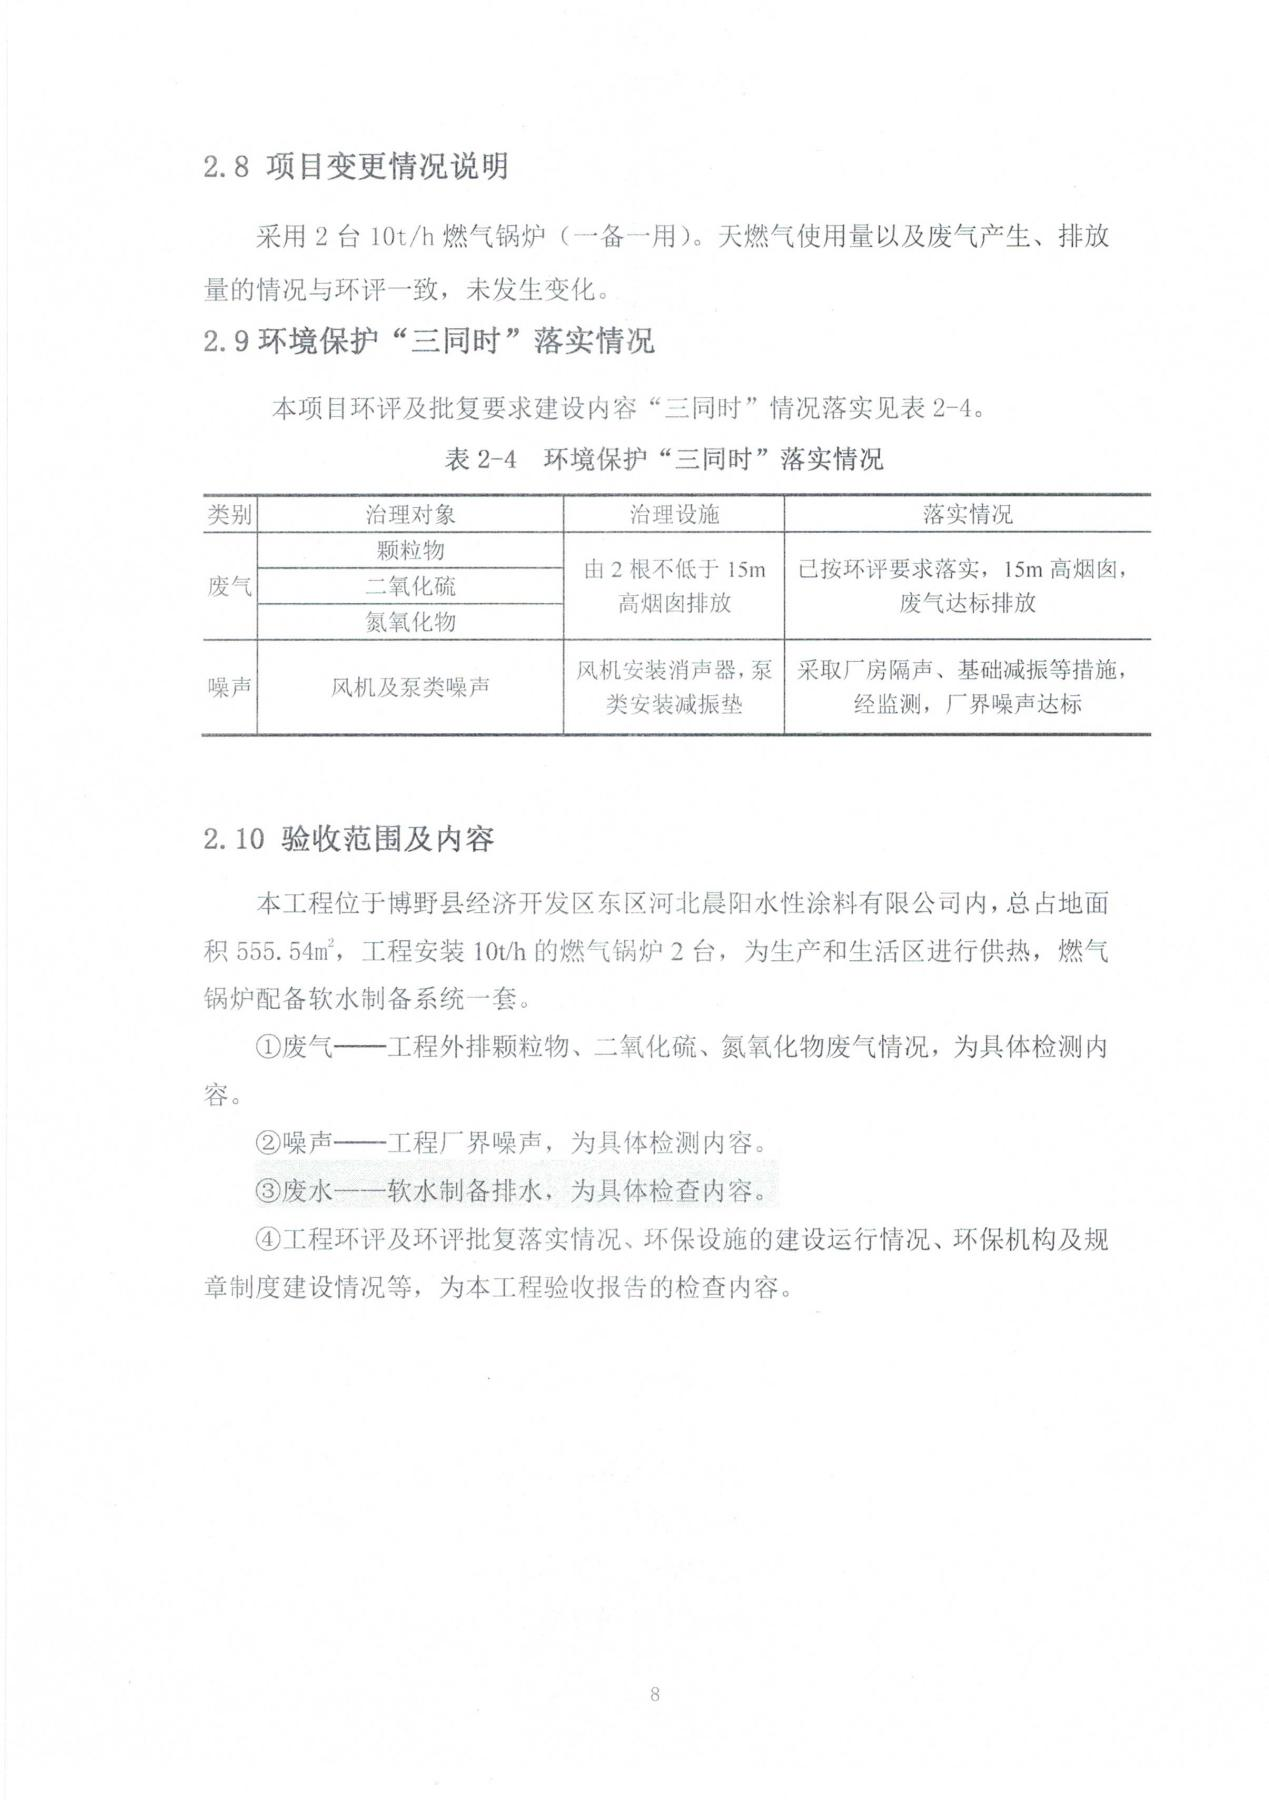 2.8 项目变更情况说明
采用 2 台 10t/h 燃气锅炉（一备一用）。天燃气使用量以及废气产生、排放
量的情况与环评一致，未发生变化。
2.9 环境保护“三同时”落实情况
本项目环评及批复要求建设内容“三同时”情况落实见表 2-4。
表 2-4 环境保护“三同时”落实情况
类别 治理对象 治理设施 落实情况
废气
颗粒物
二氧化硫
氮氧化物
由 2 根不低于 15m
高烟囱排放
已按环评要求落实，15m 高烟囱，
废气达标排放
噪声
风机及泵类噪声
风机安装消声器，泵
类安装减振垫
采取厂房隔声、基础减振等措施，
经监测，厂界噪声达标
2.10 验收范围及内容
本工程位于博野县经济开发区东区河北晨阳水性涂料有限公司内，总占地面
积 555.54㎡，工程安装 10t/h 的燃气锅炉 2 台，为生产和生活区进行供热，燃气
锅炉配备软水制备系统一套。
①废气——工程外排颗粒物、二氧化硫、氮氧化物废气情况，为具体检测内
容。
②噪声——工程厂界噪声，为具体检测内容。
③废水——软水制备排水，为具体检查内容。
④工程环评及环评批复落实情况、环保设施的建设运行情况、环保机构及规
章制度建设情况等，为本工程验收报告的检查内容。
8